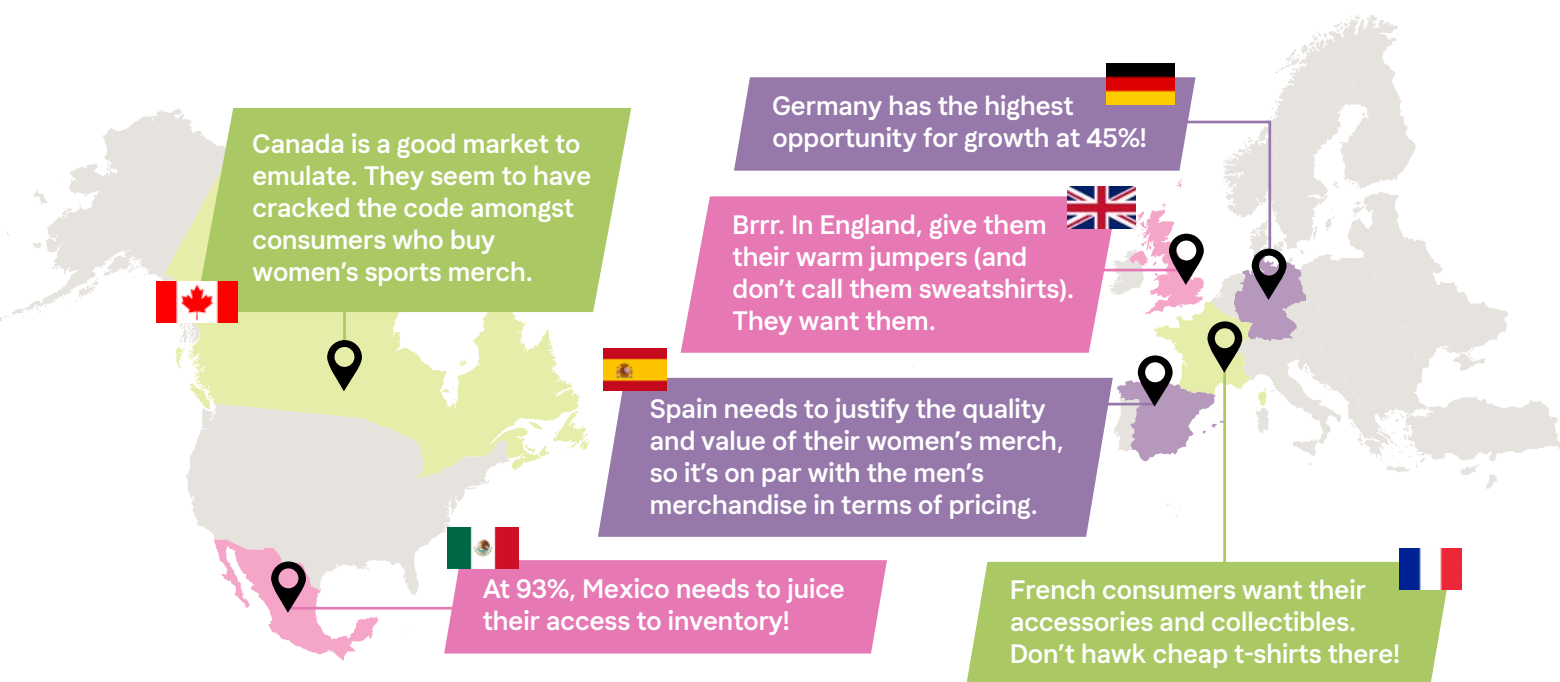 Canada is a good market to
emulate. They seem to have
cracked the code amongst
consumers who buy
women’s sports merch.
Germany has the highest
opportunity for growth at 45%!
Brrr. In England, give them
their warm jumpers (and
don’t call them sweatshirts).
They want them.
Spain needs to justify the quality
and value of their women’s merch,
so it’s on par with the men’s
merchandise in terms of pricing.
At 93%, Mexico needs to juice
their access to inventory!
French consumers want their
accessories and collectibles.
Don’t hawk cheap t-shirts there!